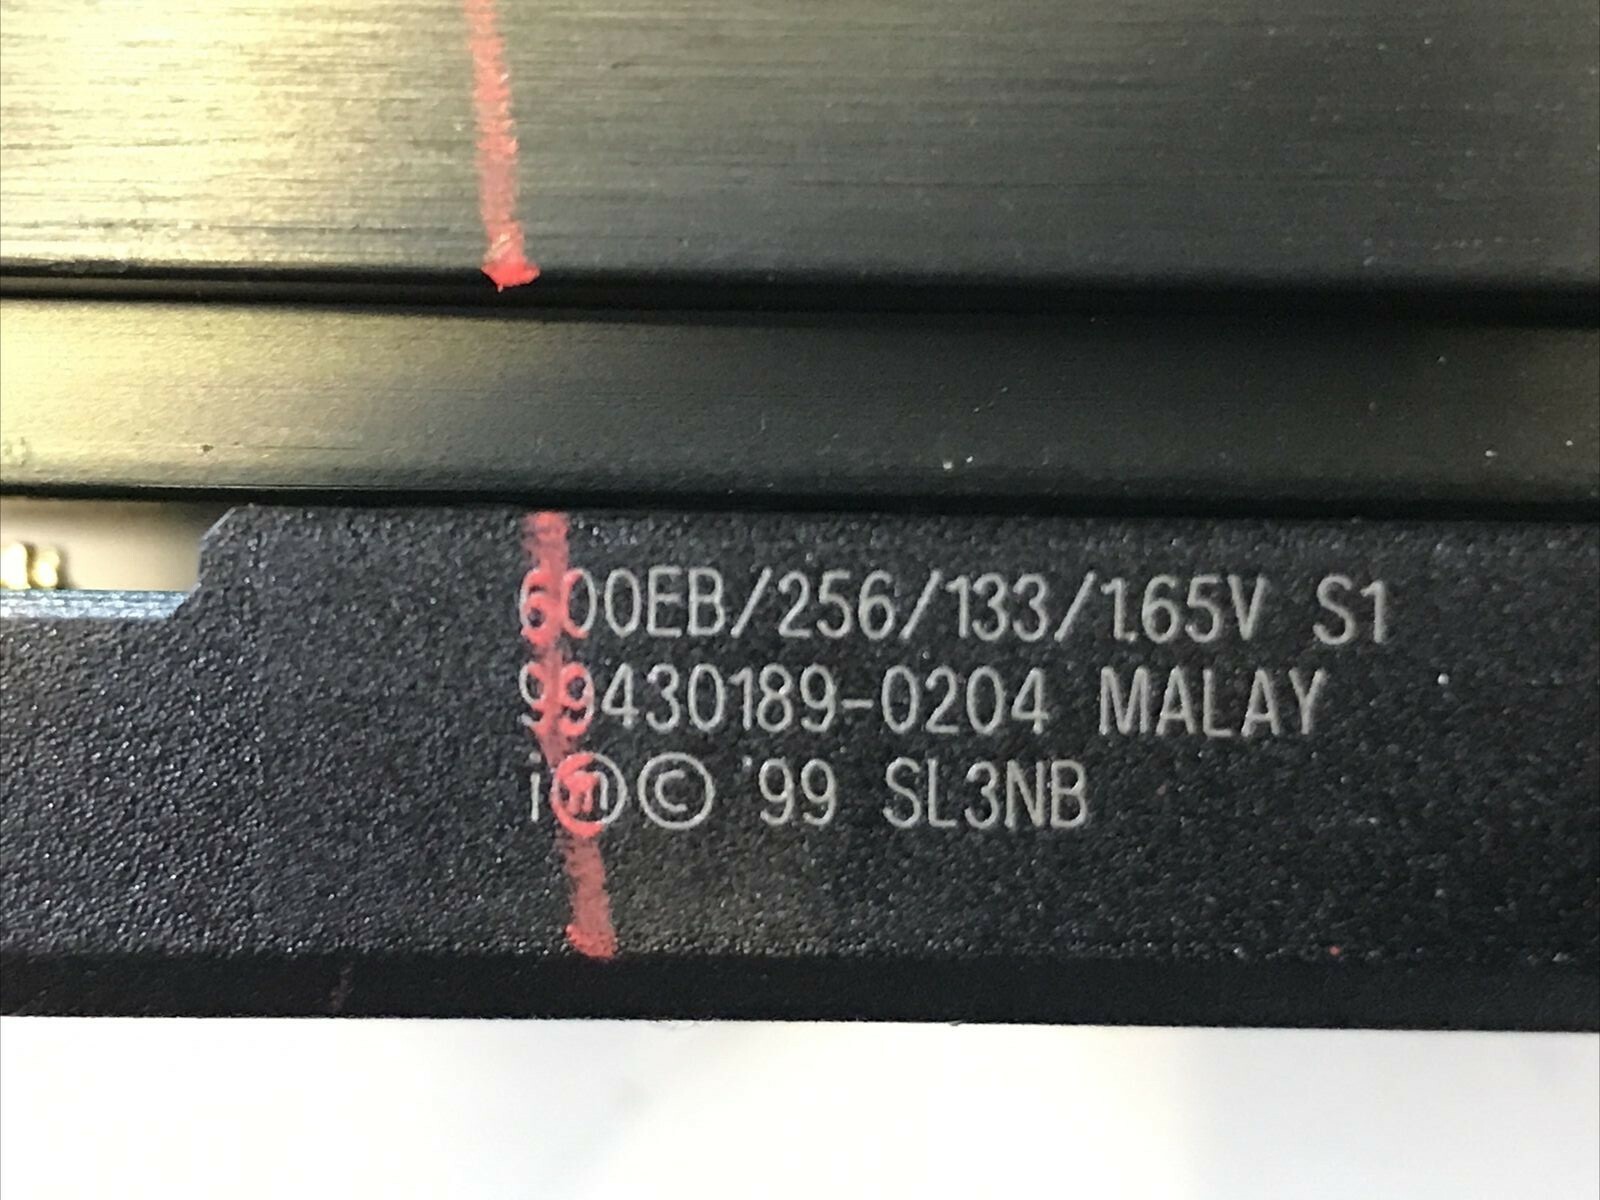 600EB/256/133/1.65V S1
99430189-0204 MALAY
i ⓜ © '99 SL3NB